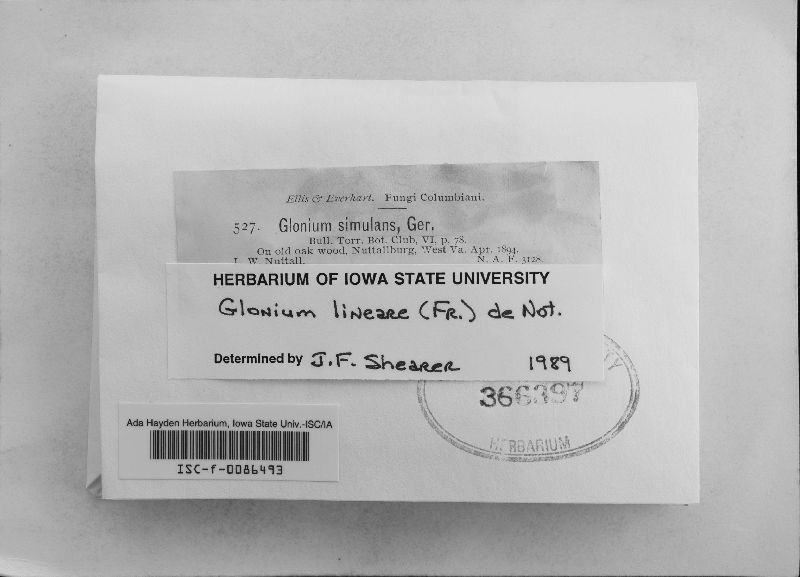 Ellis & Everhart. Fungi Columbiani.
527. Glonium simulans, Ger.
Bull. Torr. Bot. Club, VI, p. 78.
On old oak wood, Nuttallburg, West Va. Apr. 1894.
L. W. Nuttall. N. A. F. 3128
HERBARIUM OF IOWA STATE UNIVERSITY
Glonium lineare (Fr.) de Not.
Determined by J.F. Shearer 1989
366397
HERBARIUM
Ada Hayden Herbarium, Iowa State Univ.-ISC/IA
ISC-f-0086493